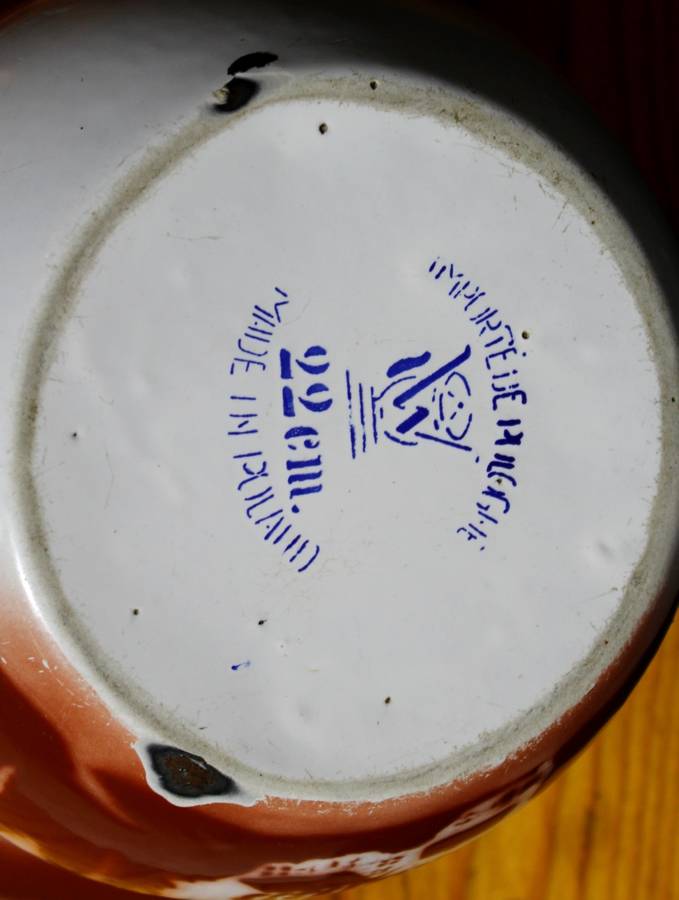 IMPORTÉ DE POLOGNE
22 cm.
MADE IN POLAND